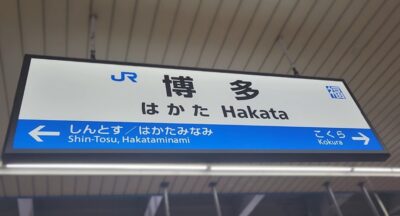 JR
博多
はかた Hakata
← しんとす／はかたみなみ
Shin-Tosu, Hakataminami
こくら →
Kokura